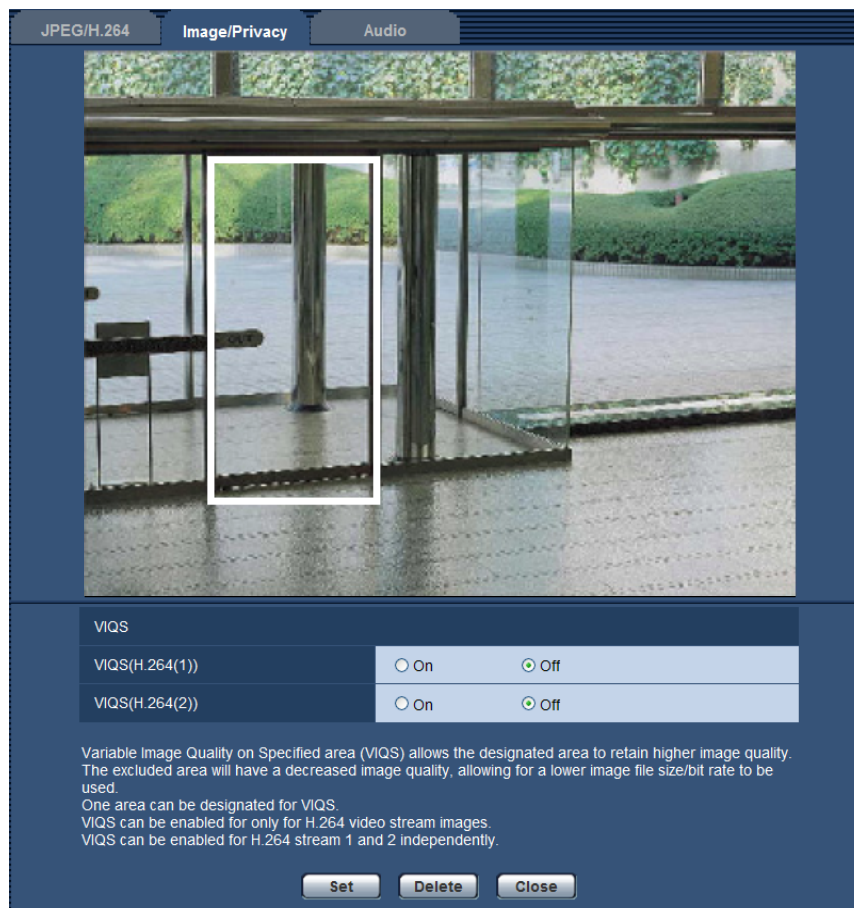 JPEG/H.264
Image/Privacy
Audio
OUT
VIQS
VIQS(H.264(1))
On
Off
VIQS(H.264(2))
On
Off
Variable Image Quality on Specified area (VIQS) allows the designated area to retain higher image quality.
The excluded area will have a decreased image quality, allowing for a lower image file size/bit rate to be
used.
One area can be designated for VIQS.
VIQS can be enabled for only for H.264 video stream images.
VIQS can be enabled for H.264 stream 1 and 2 independently.
Set
Delete
Close